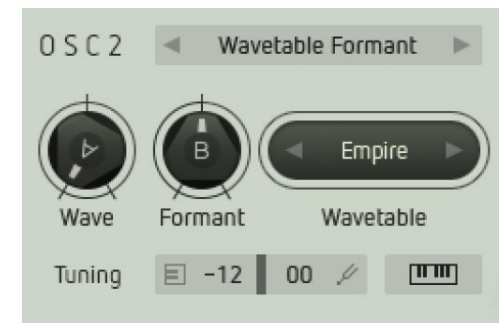 OSC2 Wavetable Formant
A B Empire
Wave Formant Wavetable
Tuning -12 00